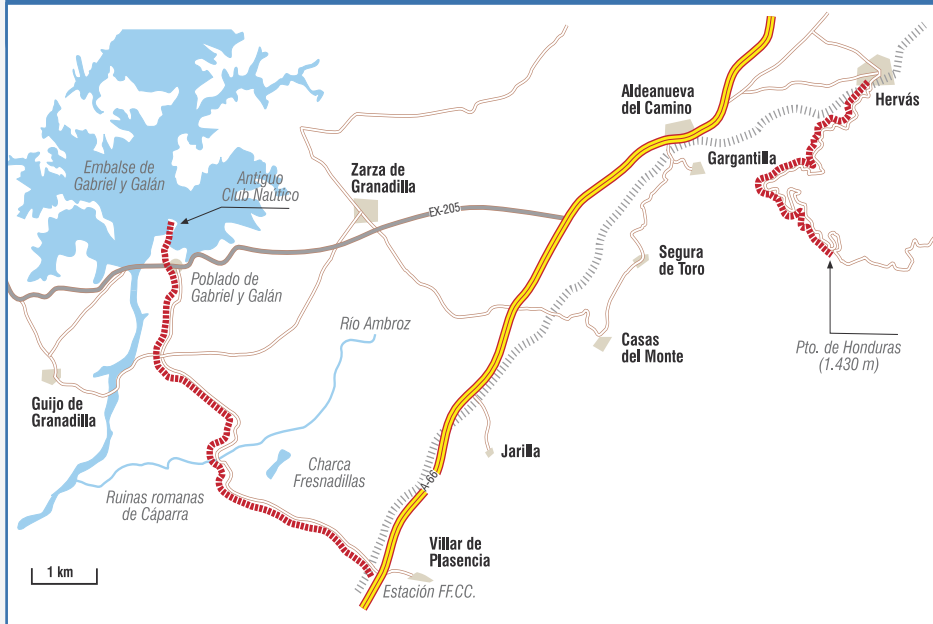 Aldeanueva
del Camino
Hervás
Embalse de
Gabriel y Galán
Antiguo
Club Naútico
Zarza de
Granadilla
Gargantilla
EX-205
Segura
de Toro
Poblado de
Gabriel y Galán
Río Ambroz
Casas
del Monte
Pto. de Honduras
(1.430 m)
Guijo de
Granadilla
Jarilla
Charca
Fresnadillas
A-66
Ruinas romanas
de Cáparra
Villar de
Plasencia
1 km
Estación FF.CC.